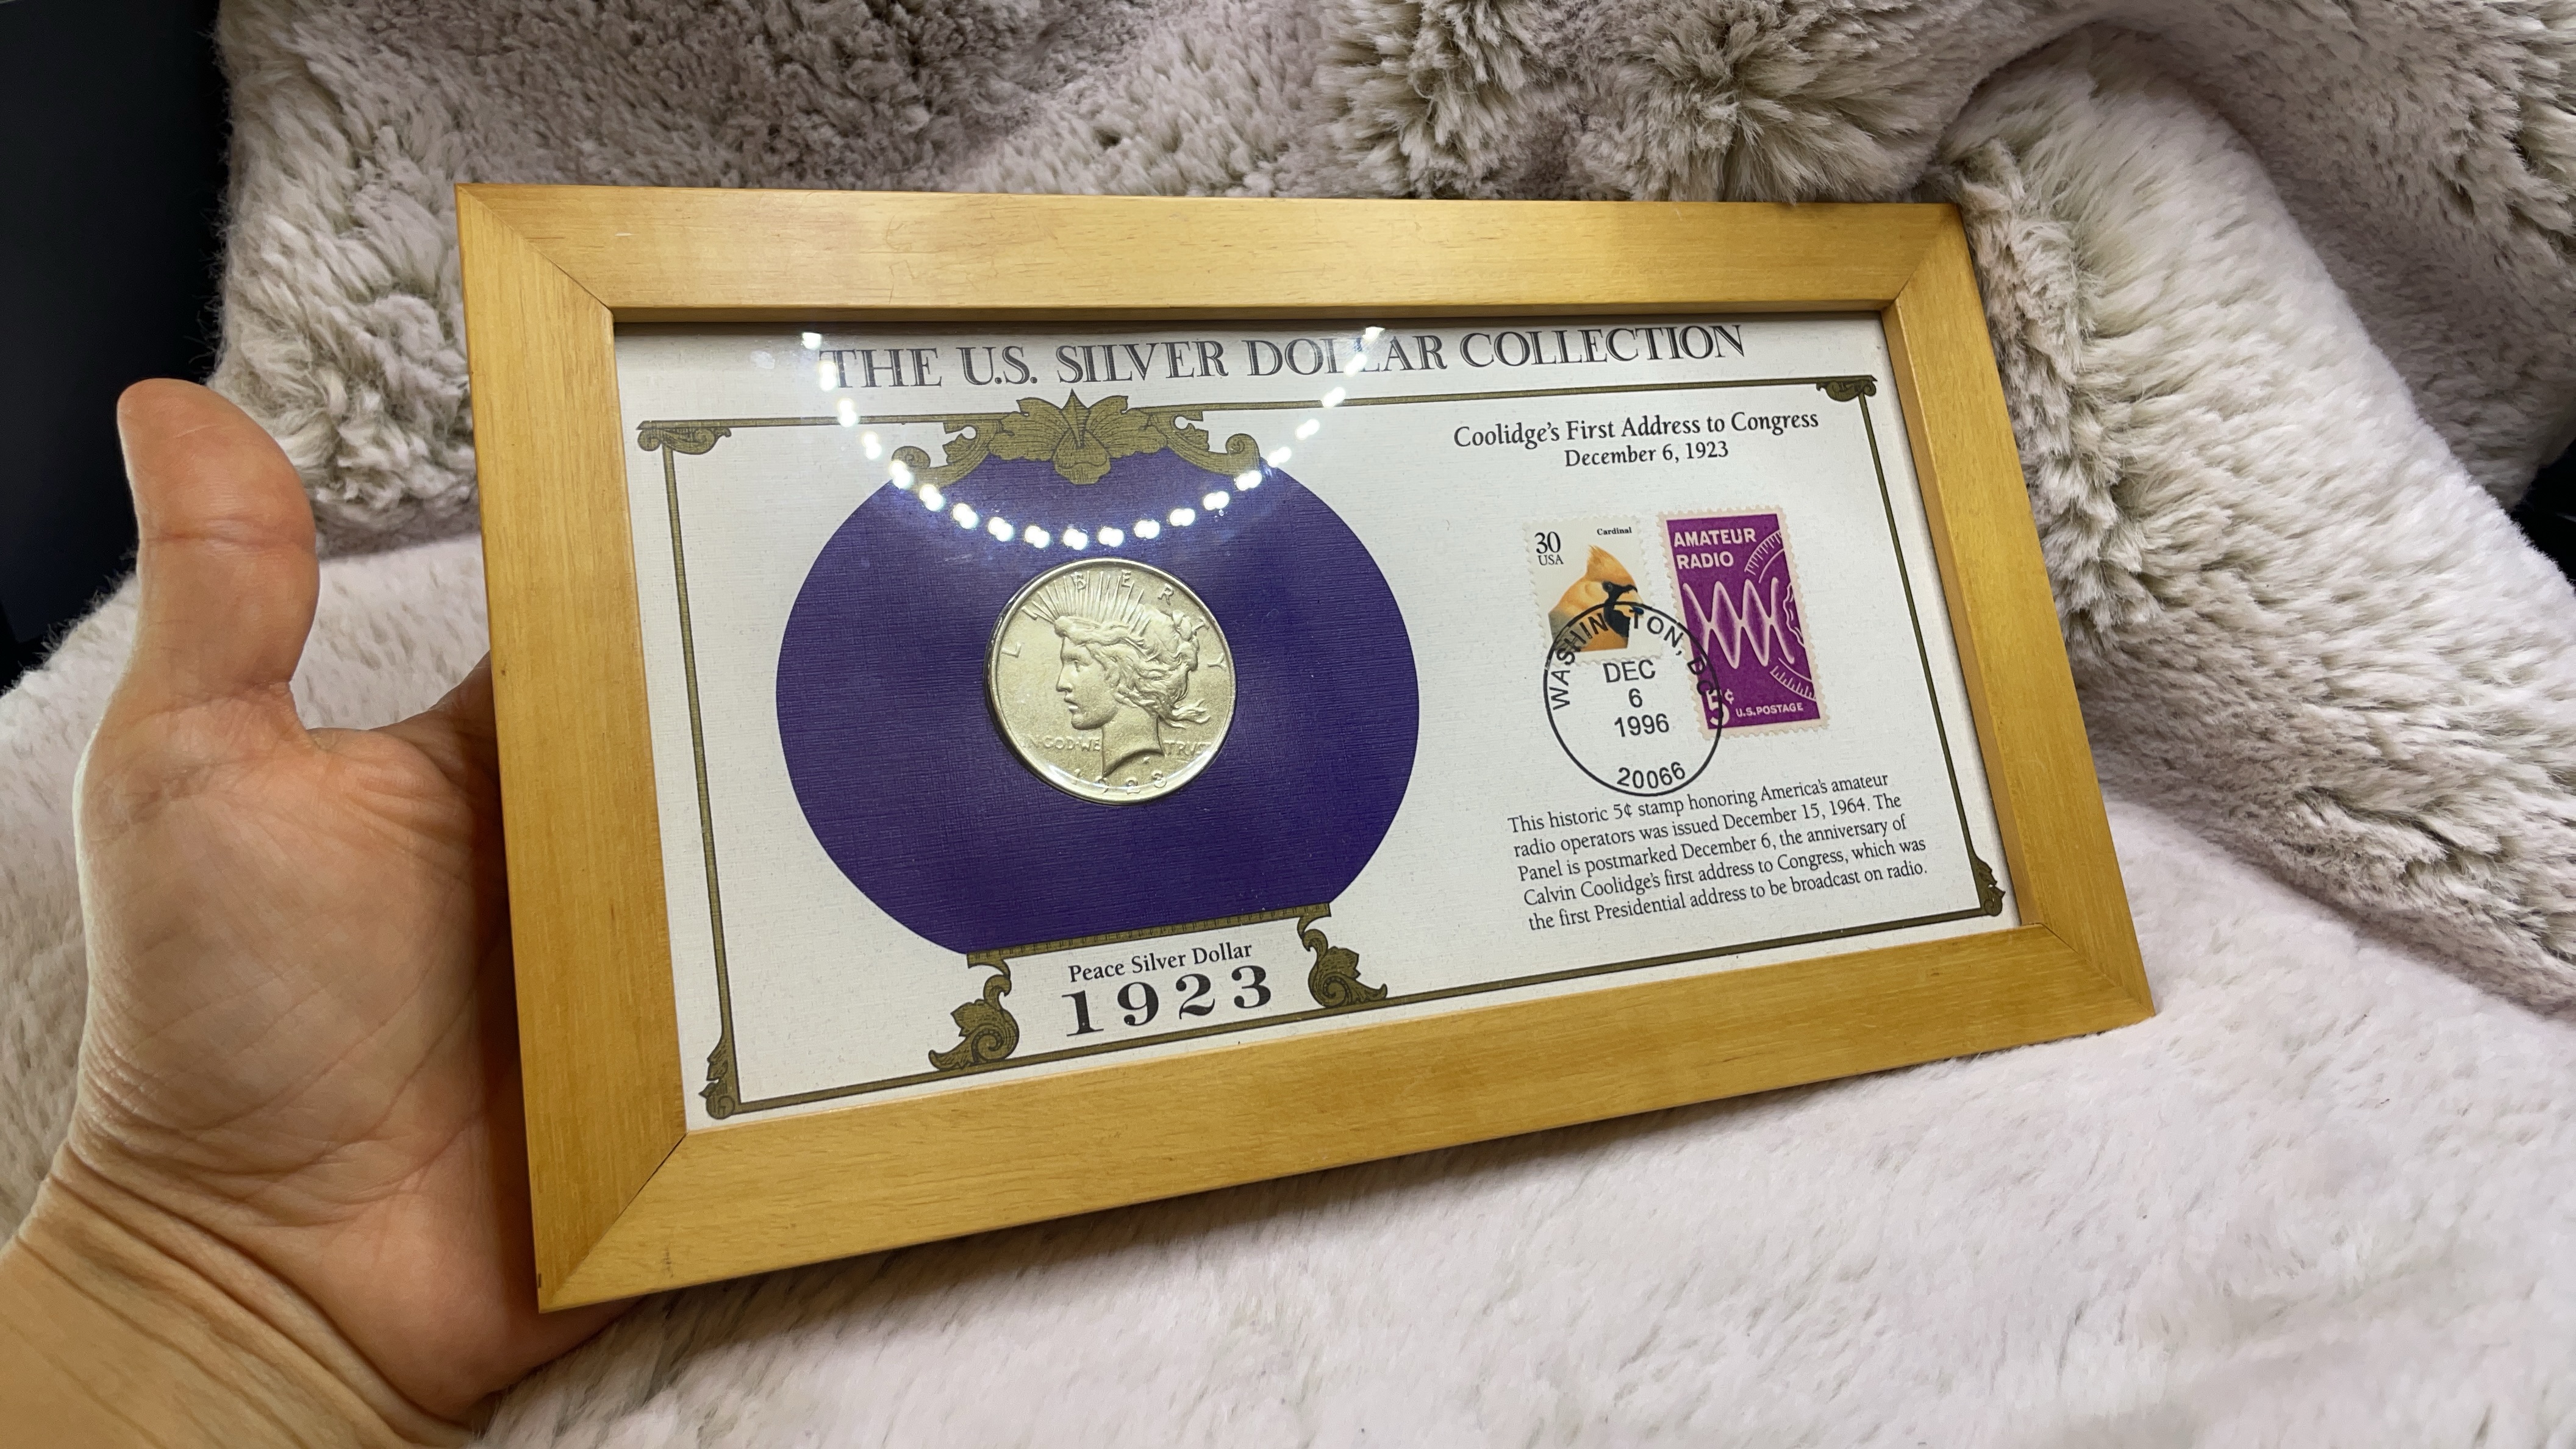 THE U.S. SILVER DOLLAR COLLECTION
Coolidge's First Address to Congress
December 6, 1923
LIBERTY
IN GOD WE TRUST
1923
30
USA
Cardinal
AMATEUR
RADIO
5¢ U.S. POSTAGE
WASHINGTON, DC
DEC
6
1996
20066
This historic 5¢ stamp honoring America's amateur
radio operators was issued December 15, 1964. The
Panel is postmarked December 6, the anniversary of
Calvin Coolidge's first address to Congress, which was
the first Presidential address to be broadcast on radio.
Peace Silver Dollar
1923